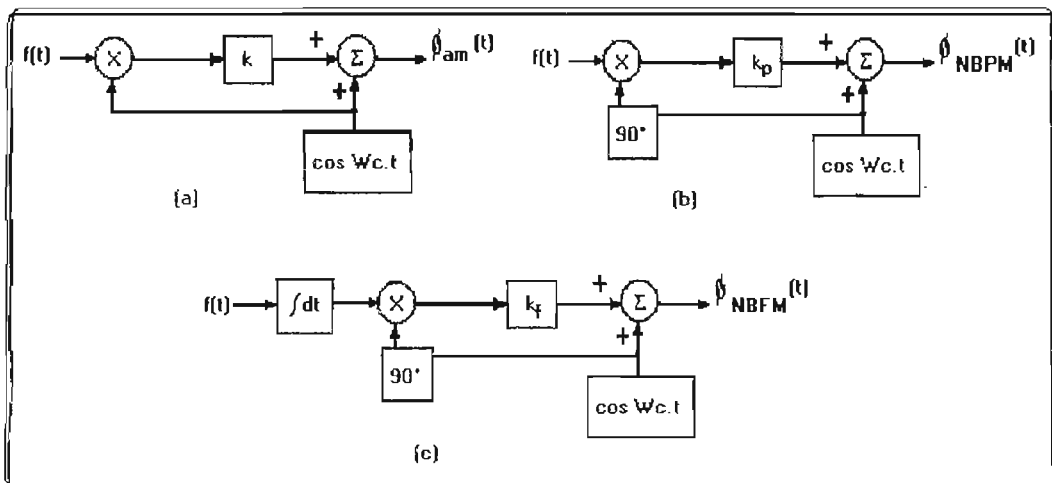 f(t) X k + Σ ϕam(t)
+
cos Wc.t
(a)
f(t) X kp + Σ ϕNBPM(t)
+
90°
cos Wc.t
(b)
f(t) ∫dt X kf + Σ ϕNBFM(t)
+
90°
cos Wc.t
(c)